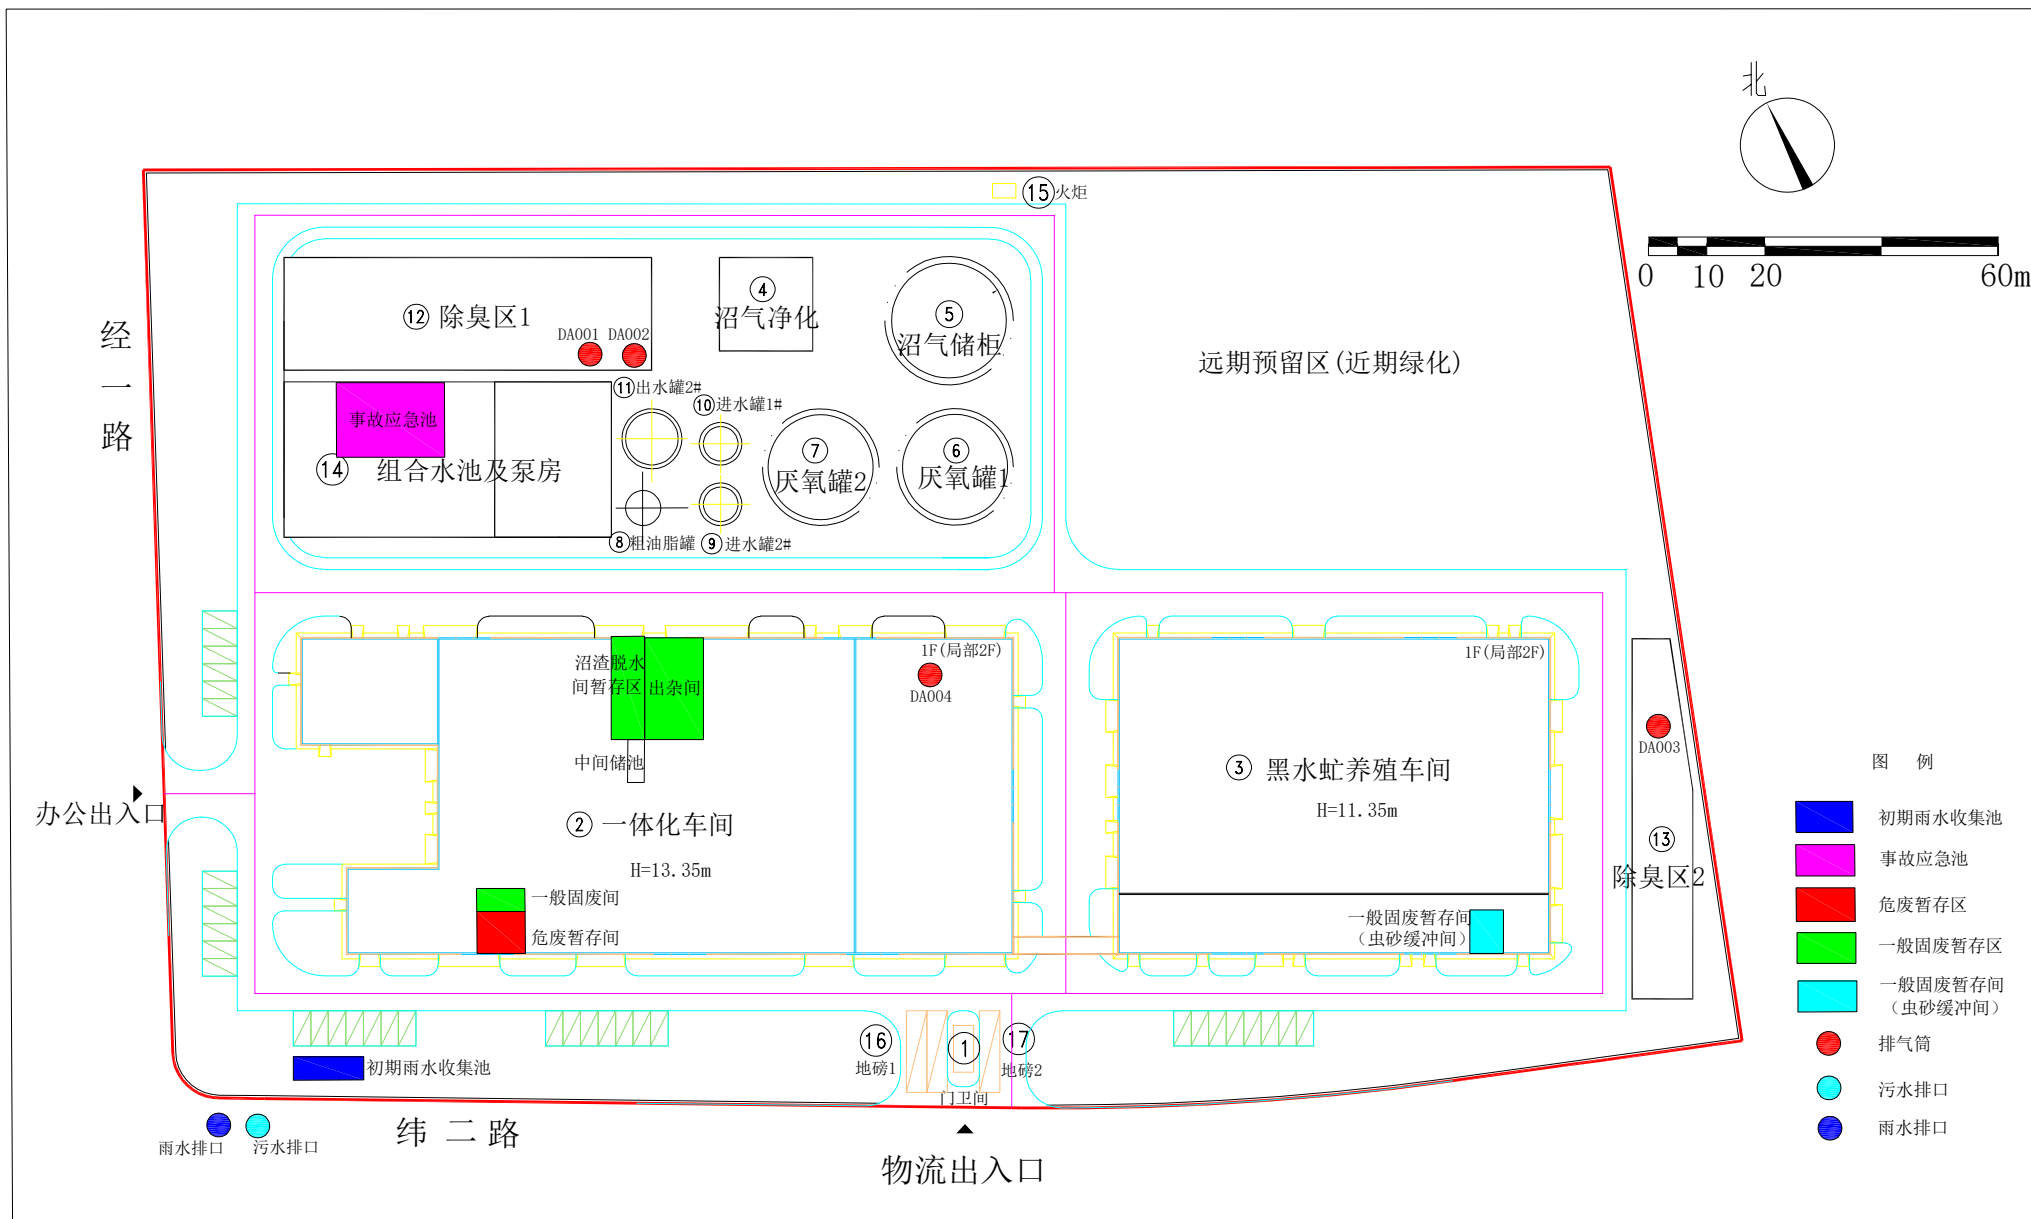 北
0 10 20 60m
⑮火炬
④
沼气净化
⑤
沼气储柜
⑫ 除臭区1
DA001 DA002
经一路
远期预留区(近期绿化)
⑪出水罐2#
⑩进水罐1#
事故应急池
⑭ 组合水池及泵房
⑦
厌氧罐2
⑥
厌氧罐1
⑧粗油脂罐
⑨进水罐2#
沼渣脱水
间暂存区
出杂间
1F(局部2F)
DA004
中间储池
② 一体化车间
H=13.35m
一般固废间
危废暂存间
1F(局部2F)
③ 黑水虻养殖车间
H=11.35m
一般固废暂存间
(虫砂缓冲间)
DA003
⑬
除臭区2
办公出入口
⑯
地磅1
①
门卫间
⑰
地磅2
初期雨水收集池
雨水排口
污水排口
纬二路
物流出入口
图 例
初期雨水收集池
事故应急池
危废暂存区
一般固废暂存区
一般固废暂存间
(虫砂缓冲间)
排气筒
污水排口
雨水排口